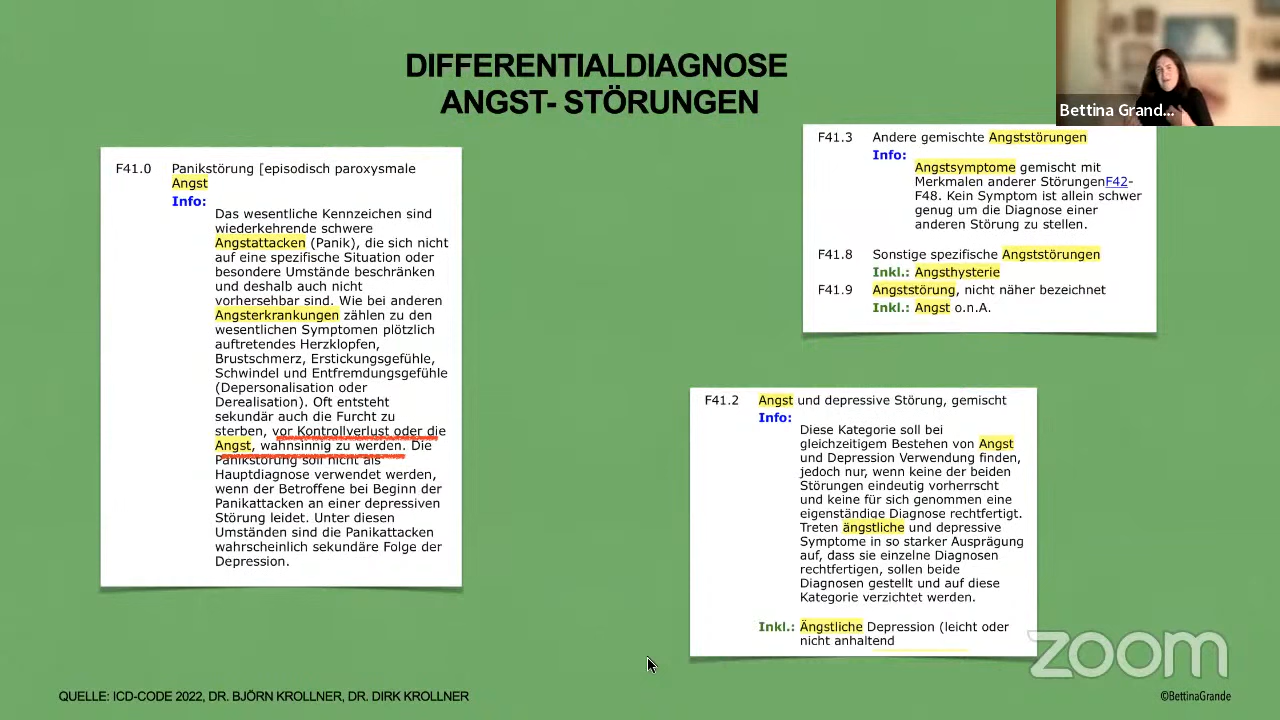 DIFFERENTIALDIAGNOSE
ANGST- STÖRUNGEN
Bettina Grand...
F41.0 Panikstörung [episodisch paroxysmale
Angst
Info:
Das wesentliche Kennzeichen sind
wiederkehrende schwere
Angstattacken (Panik), die sich nicht
auf eine spezifische Situation oder
besondere Umstände beschränken
und deshalb auch nicht
vorhersehbar sind. Wie bei anderen
Angsterkrankungen zählen zu den
wesentlichen Symptomen plötzlich
auftretendes Herzklopfen,
Brustschmerz, Erstickungsgefühle,
Schwindel und Entfremdungsgefühle
(Depersonalisation oder
Derealisation). Oft entsteht
sekundär auch die Furcht zu
sterben, vor Kontrollverlust oder die
Angst, wahnsinnig zu werden. Die
Panikstörung soll nicht als
Hauptdiagnose verwendet werden,
wenn der Betroffene bei Beginn der
Panikattacken an einer depressiven
Störung leidet. Unter diesen
Umständen sind die Panikattacken
wahrscheinlich sekundäre Folge der
Depression.
F41.3 Andere gemischte Angststörungen
Info:
Angstsymptome gemischt mit
Merkmalen anderer StörungenF42-
F48. Kein Symptom ist allein schwer
genug um die Diagnose einer
anderen Störung zu stellen.
F41.8 Sonstige spezifische Angststörungen
Inkl.: Angsthysterie
F41.9 Angststörung, nicht näher bezeichnet
Inkl.: Angst o.n.A.
F41.2 Angst und depressive Störung, gemischt
Info:
Diese Kategorie soll bei
gleichzeitigem Bestehen von Angst
und Depression Verwendung finden,
jedoch nur, wenn keine der beiden
Störungen eindeutig vorherrscht
und keine für sich genommen eine
eigenständige Diagnose rechtfertigt.
Treten ängstliche und depressive
Symptome in so starker Ausprägung
auf, dass sie einzelne Diagnosen
rechtfertigen, sollen beide
Diagnosen gestellt und auf diese
Kategorie verzichtet werden.
Inkl.: Ängstliche Depression (leicht oder
nicht anhaltend
zoom
QUELLE: ICD-CODE 2022, DR. BJÖRN KROLLNER, DR. DIRK KROLLNER
©BettinaGrande